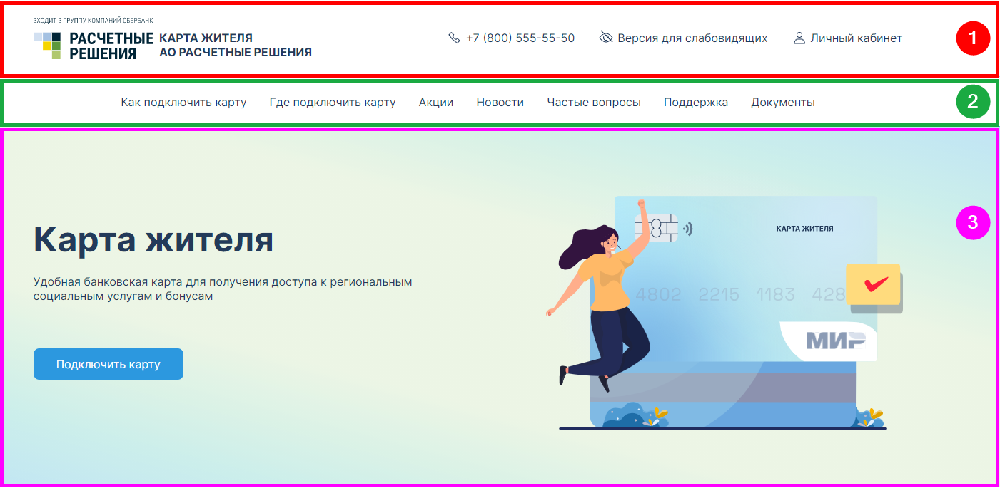 ВХОДИТ В ГРУППУ КОМПАНИЙ СБЕРБАНК
РАСЧЕТНЫЕ
РЕШЕНИЯ
КАРТА ЖИТЕЛЯ
АО РАСЧЕТНЫЕ РЕШЕНИЯ
+7 (800) 555-55-50
Версия для слабовидящих
Личный кабинет
1
Как подключить карту
Где подключить карту
Акции
Новости
Частые вопросы
Поддержка
Документы
2
3
Карта жителя
Удобная банковская карта для получения доступа к региональным
социальным услугам и бонусам
Подключить карту
КАРТА ЖИТЕЛЯ
4802 2215 1183 428
МИР